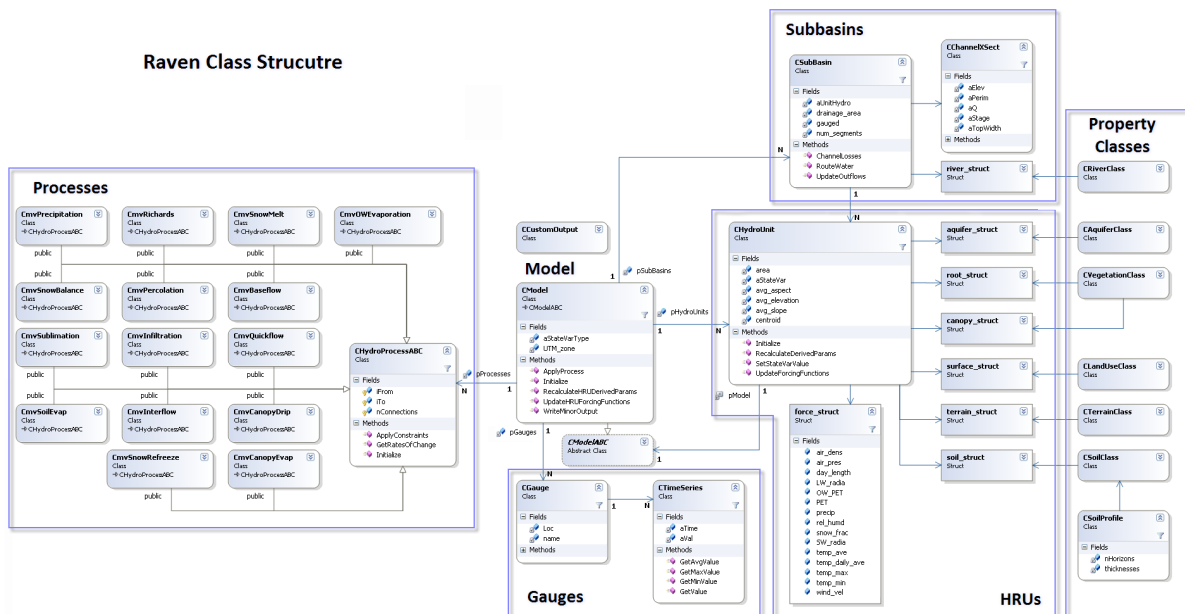 Raven Class Strucutre
Processes
CmvPrecipitation
Class
CHydroProcessABC
CmvRichards
Class
CHydroProcessABC
CmvSnowMelt
Class
CHydroProcessABC
CmvOWEvaporation
Class
CHydroProcessABC
public
public
public
public
public
public
public
CmvSnowBalance
Class
CHydroProcessABC
CmvPercolation
Class
CHydroProcessABC
CmvBaseflow
Class
CHydroProcessABC
CmvSublimation
Class
CHydroProcessABC
CmvInfiltration
Class
CHydroProcessABC
CmvQuickflow
Class
CHydroProcessABC
public
public
public
CmvSoilEvap
Class
CHydroProcessABC
CmvInterflow
Class
CHydroProcessABC
CmvCanopyDrip
Class
CHydroProcessABC
CmvSnowRefreeze
Class
CHydroProcessABC
CmvCanopyEvap
Class
CHydroProcessABC
public
public
CHydroProcessABC
Class
Fields
iFrom
iTo
nConnections
Methods
ApplyConstraints
GetRatesOfChange
Initialize
pProcesses
N
1
CCustomOutput
Class
Model
CModel
Class
CModelABC
Fields
aStateVarType
UTM_zone
Methods
ApplyProcess
Initialize
RecalculateHRUDerivedParams
UpdateHRUForcingFunctions
WriteMinorOutput
1
pSubBasins
N
pHydroUnits
1
N
pGauges
1
N
CModelABC
Abstract Class
pModel
1
1
Gauges
CGauge
Class
Fields
Loc
name
Methods
1
N
CTimeSeries
Class
Fields
aTime
aVal
Methods
GetAvgValue
GetMaxValue
GetMinValue
GetValue
Subbasins
CSubBasin
Class
Fields
aUnitHydro
drainage_area
gauged
num_segments
Methods
ChannelLosses
RouteWater
UpdateOutflows
1
N
CChannelXSect
Class
Fields
aElev
aPerim
aQ
aStage
aTopWidth
Methods
river_struct
Struct
CHydroUnit
Class
Fields
area
aStateVar
avg_aspect
avg_elevation
avg_slope
centroid
Methods
Initialize
RecalculateDerivedParams
SetStateVarValue
UpdateForcingFunctions
force_struct
Struct
Fields
air_dens
air_pres
day_length
LW_radia
OW_PET
PET
precip
rel_humd
snow_frac
SW_radia
temp_ave
temp_daily_ave
temp_max
temp_min
wind_vel
aquifer_struct
Struct
root_struct
Struct
canopy_struct
Struct
surface_struct
Struct
terrain_struct
Struct
soil_struct
Struct
HRUs
Property
Classes
CRiverClass
Class
CAquiferClass
Class
CVegetationClass
Class
CLandUseClass
Class
CTerrainClass
Class
CSoilClass
Class
CSoilProfile
Class
Fields
nHorizons
thicknesses